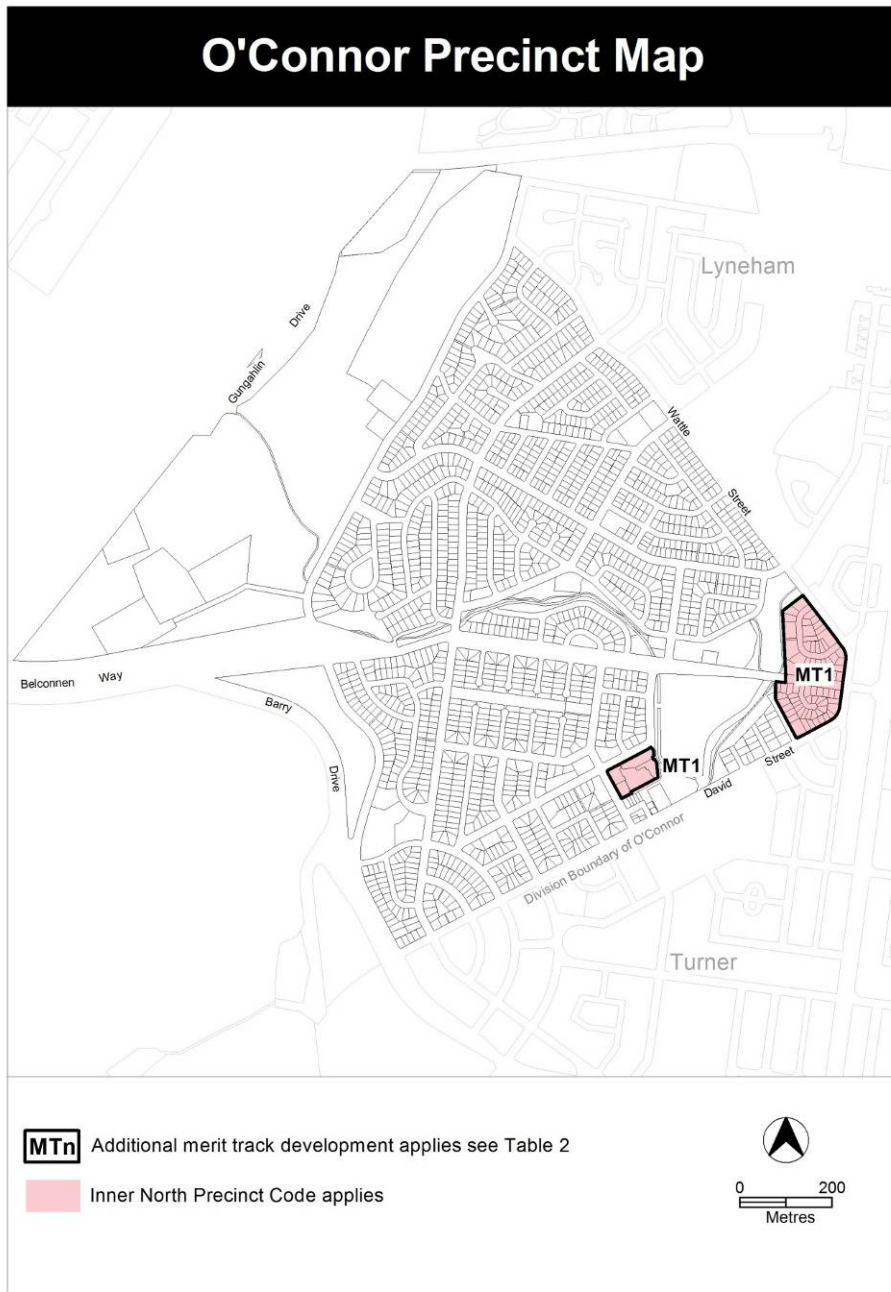 O'Connor Precinct Map
Lyneham
Gungahlin Drive
Wattle Street
MT1
Belconnen Way
Barry Drive
MT1
David Street
Division Boundary of O'Connor
Turner
MTn Additional merit track development applies see Table 2
Inner North Precinct Code applies
0 200
Metres